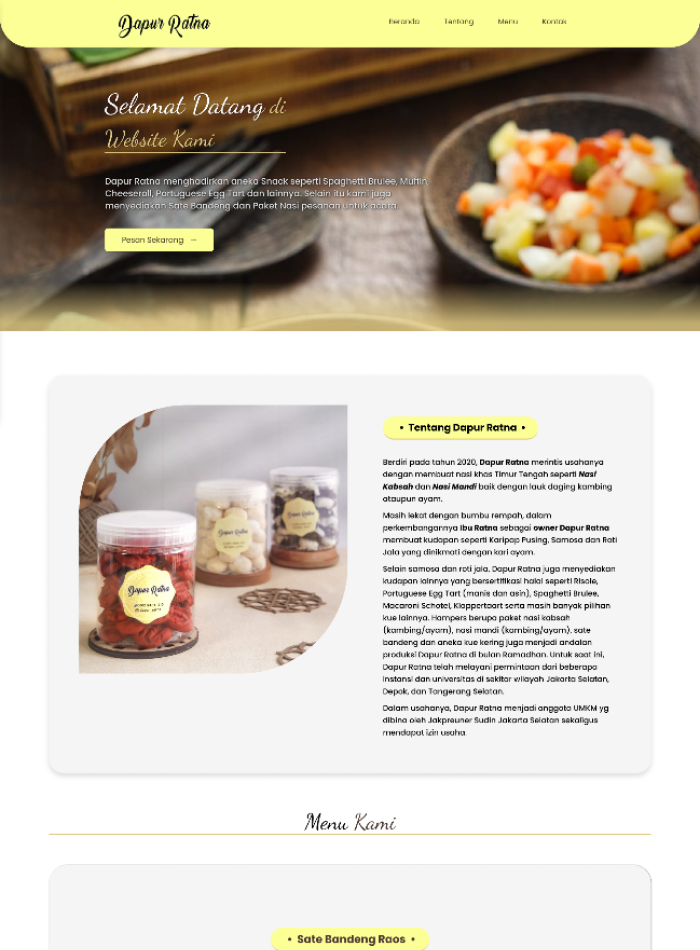 Dapur Ratna
Beranda Tentang Menu Kontak
Selamat Datang di
Website Kami
Dapur Ratna menghadirkan aneka Snack seperti Spaghetti Brulee, Muffin
Cheeseroll, Portuguese Egg Tart dan lainnya. Selain itu kami juga
menyediakan Sate Bandeng dan Paket Nasi pesanan untuk acara.
Pesan Sekarang →
• Tentang Dapur Ratna •
Berdiri pada tahun 2020, Dapur Ratna merintis usahanya
dengan membuat nasi khas Timur Tengah seperti Nasi
Kabsah dan Nasi Mandi baik dengan lauk daging kambing
ataupun ayam.
Masih lekat dengan bumbu rempah, dalam
perkembangannya Ibu Ratna sebagai owner Dapur Ratna
membuat kudapan seperti Karipap Pusing, Samosa dan Roti
Jala yang dinikmati dengan kari ayam.
Selain samosa dan roti jala, Dapur Ratna juga menyediakan
kudapan lainnya yang bersertifikasi halal seperti Risole,
Portuguese Egg Tart (manis dan asin), Spaghetti Brulee,
Macaroni Schotel, Klappertaart serta masih banyak pilihan
kue lainnya. Hampers berupa paket nasi kabsah
(kambing/ayam), nasi mandi (kambing/ayam), sate
bandeng dan aneka kue kering juga menjadi andalan
produksi Dapur Ratna di bulan Ramadhan. Untuk saat ini,
Dapur Ratna telah melayani permintaan dari beberapa
instansi dan universitas di sekitar wilayah Jakarta Selatan,
Depok, dan Tangerang Selatan.
Dalam usahanya, Dapur Ratna menjadi anggota UMKM yg
dibina oleh Jakpreuner Sudin Jakarta Selatan sekaligus
mendapat izin usaha.
Dapur Ratna
Dapur Ratna
Dapur Ratna
Menu Kami
• Sate Bandeng Raos •